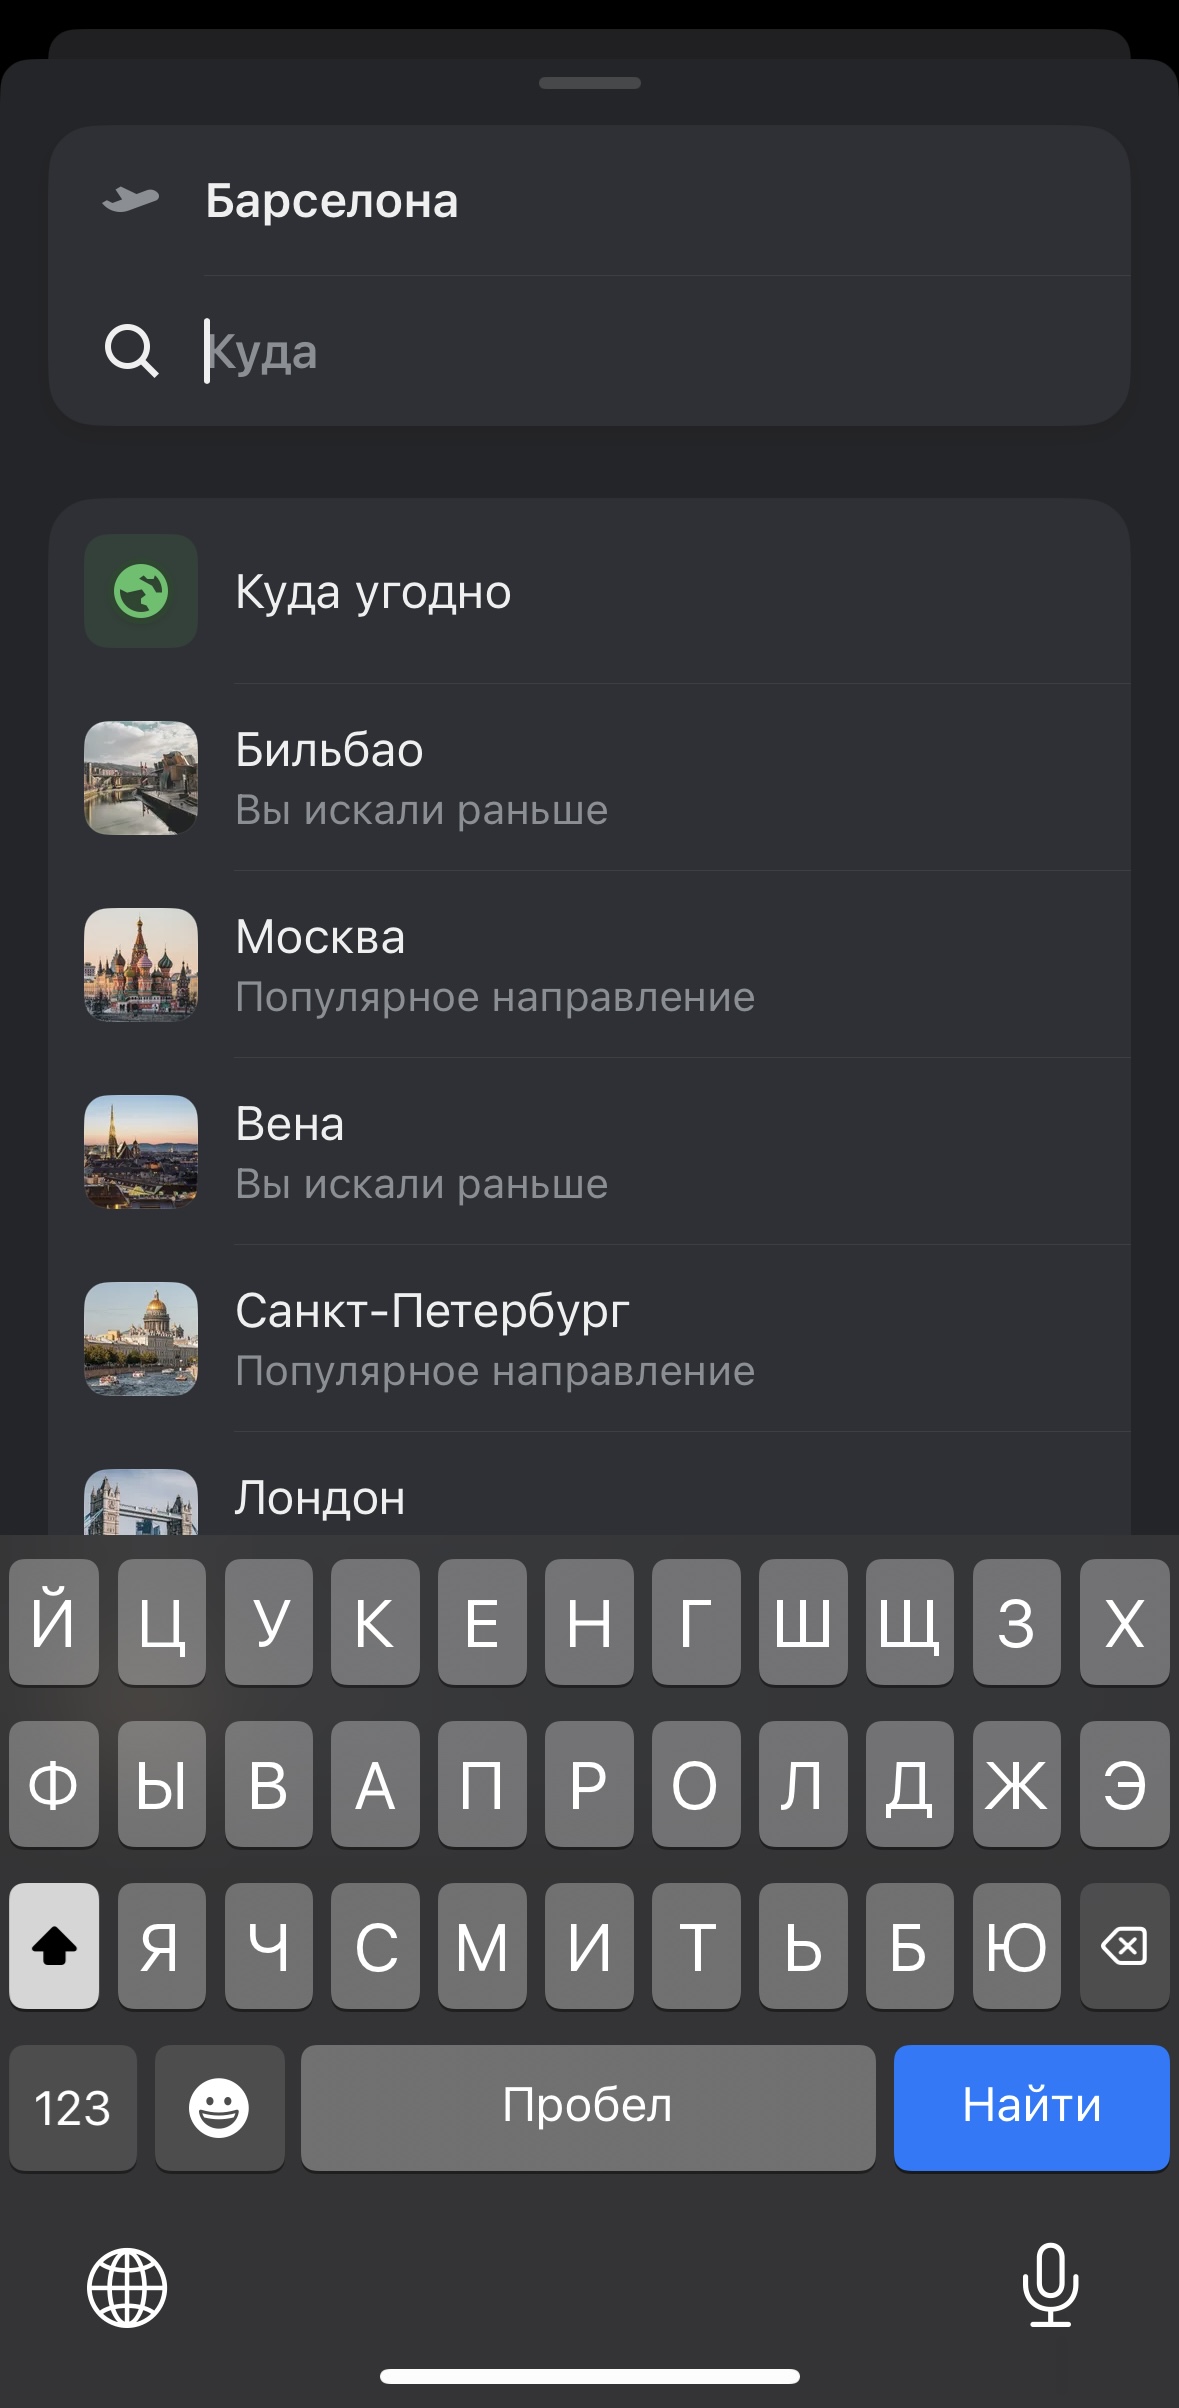 Барселона
Куда
Куда угодно
Бильбао
Вы искали раньше
Москва
Популярное направление
Вена
Вы искали раньше
Санкт-Петербург
Популярное направление
Лондон
Й Ц У К Е Н Г Ш Щ З Х
Ф Ы В А П Р О Л Д Ж Э
Я Ч С М И Т Ь Б Ю
123 Пробел Найти